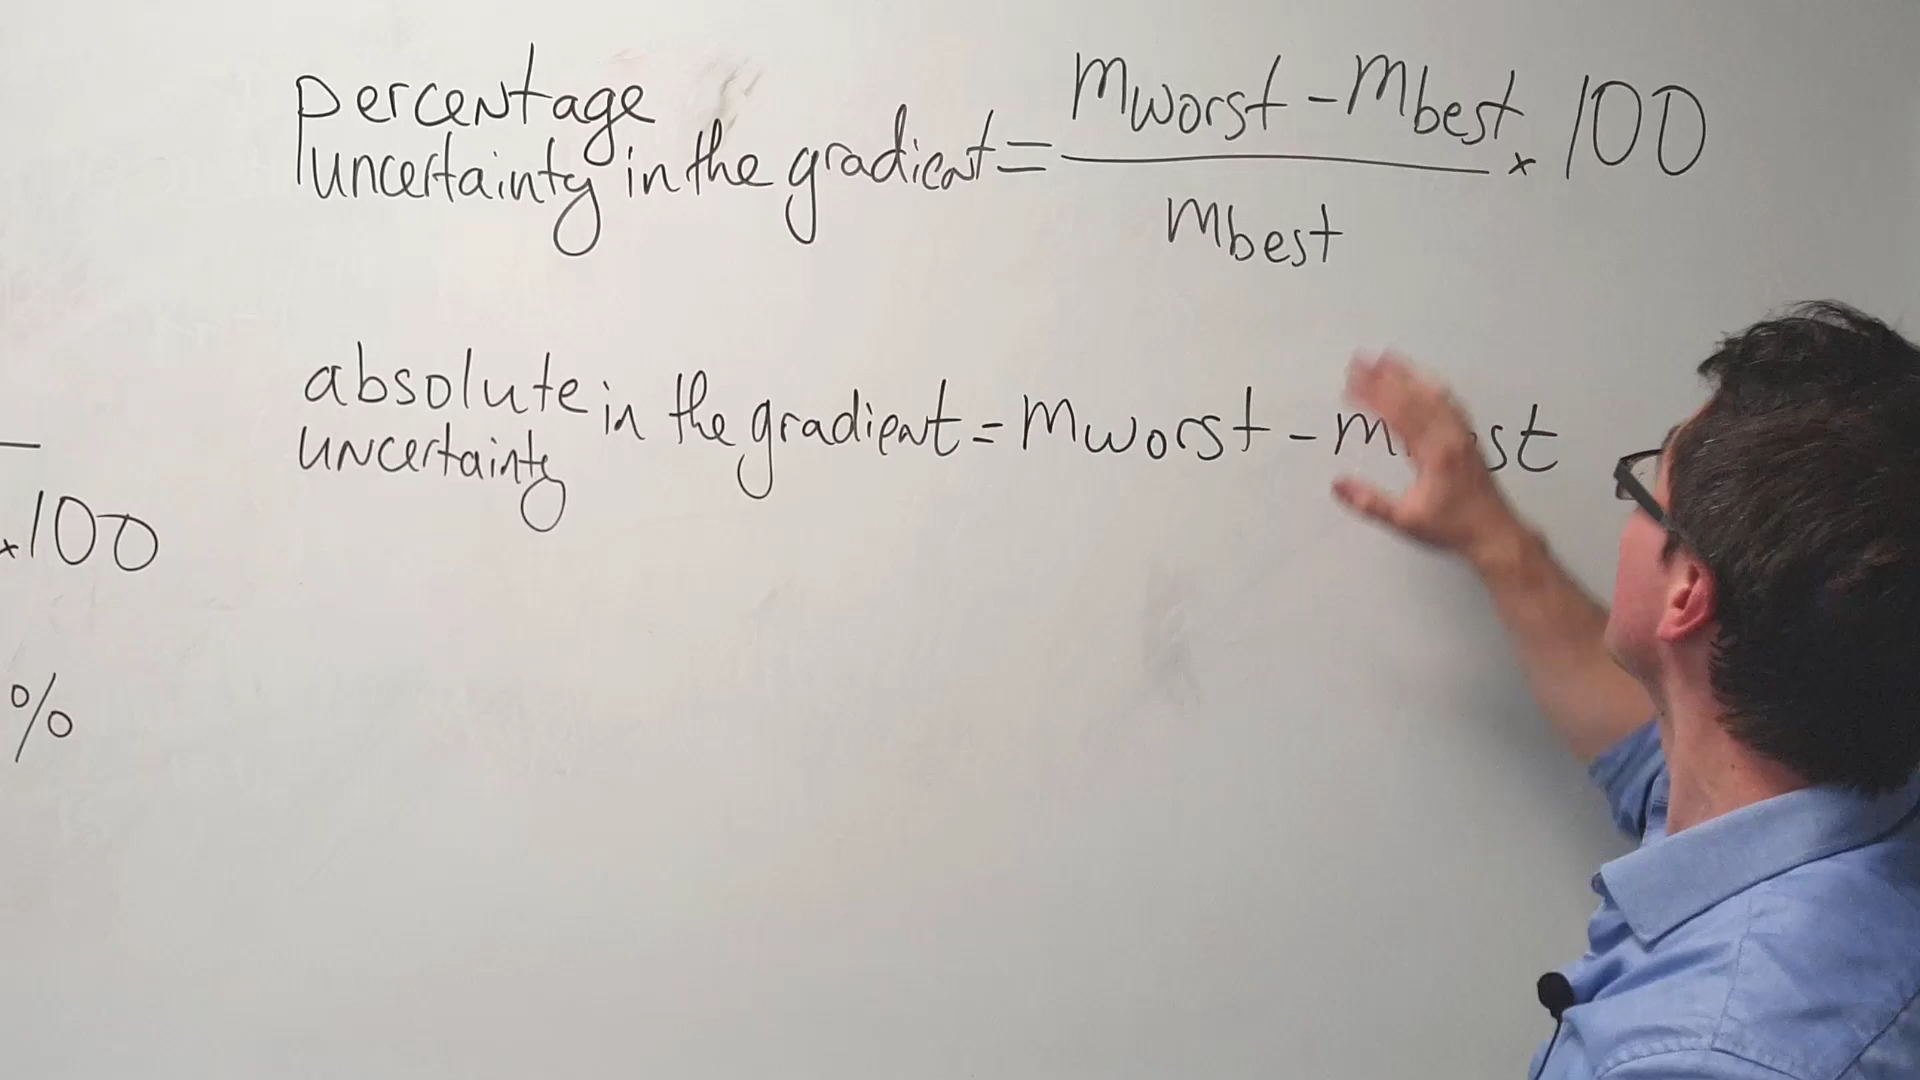 percentage
uncertainty in the gradient = mworst - mbest × 100
mbest
absolute
uncertainty in the gradient = mworst -
×100
%